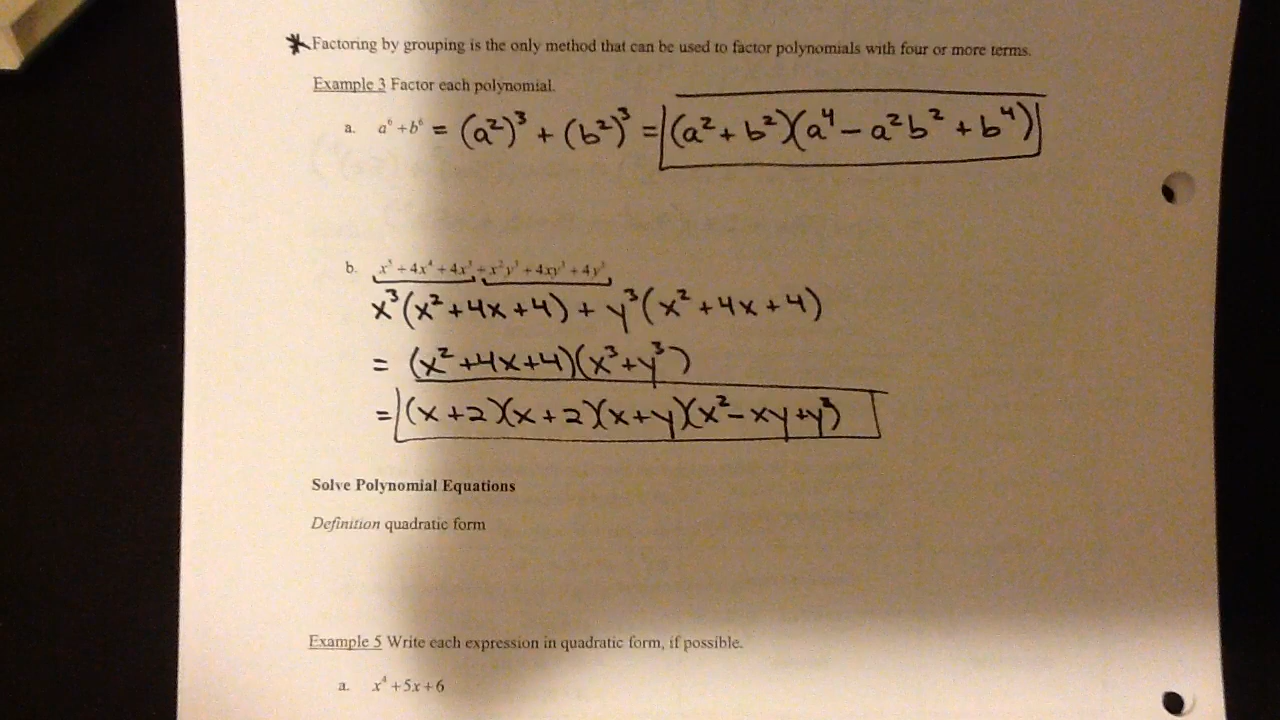 *Factoring by grouping is the only method that can be used to factor polynomials with four or more terms.
Example 3 Factor each polynomial.
a. a⁶ + b⁶ = (a²)³ + (b²)³ = (a² + b²)(a⁴ − a²b² + b⁴)
b. x⁵ + 4x⁴ + 4x³ + x²y³ + 4xy³ + 4y³
x³(x² + 4x + 4) + y³(x² + 4x + 4)
= (x² + 4x + 4)(x³ + y³)
= (x + 2)(x + 2)(x + y)(x² − xy + y²)
Solve Polynomial Equations
Definition quadratic form
Example 5 Write each expression in quadratic form, if possible.
a. x⁴ + 5x + 6